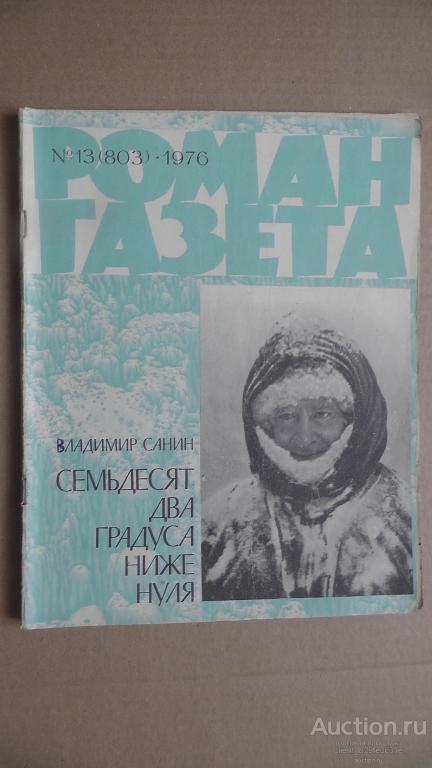 №13(803)·1976
РОМАН
ГАЗЕТА
ВЛАДИМИР САНИН
СЕМЬДЕСЯТ
ДВА
ГРАДУСА
НИЖЕ
НУЛЯ
Auction.ru